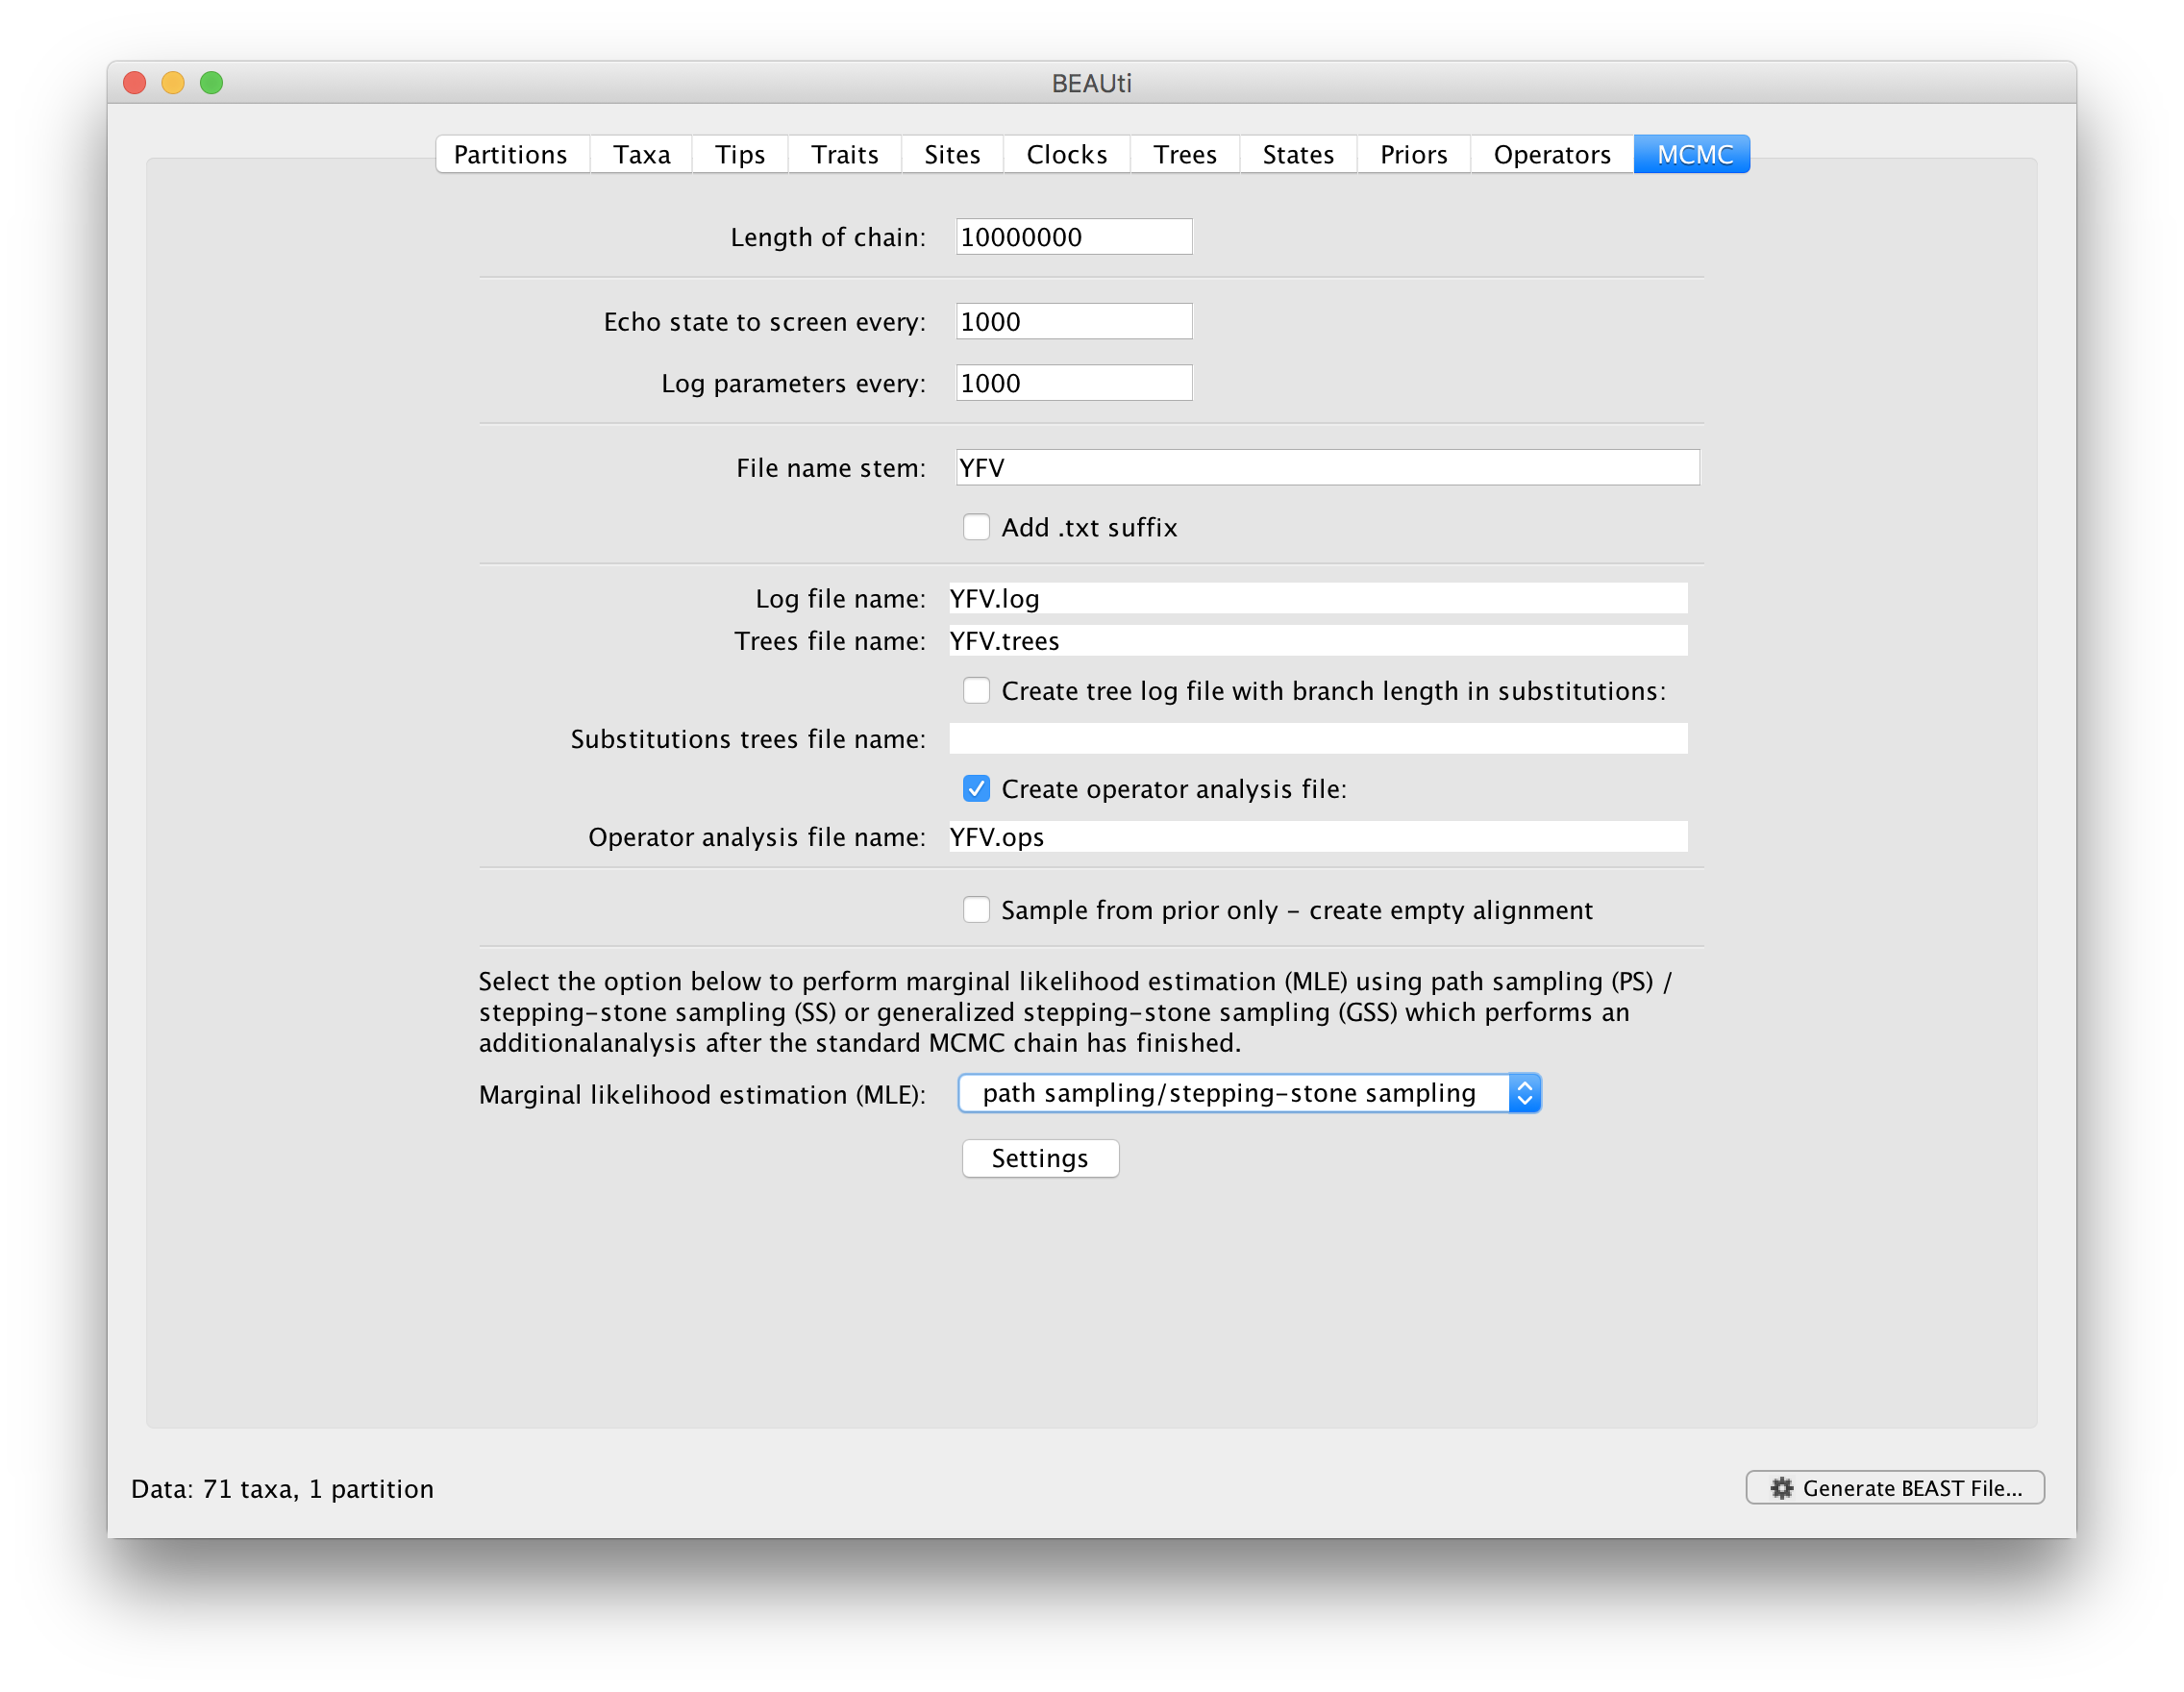 BEAUti
Partitions Taxa Tips Traits Sites Clocks Trees States Priors Operators MCMC
Length of chain: 10000000
Echo state to screen every: 1000
Log parameters every: 1000
File name stem: YFV
Add .txt suffix
Log file name: YFV.log
Trees file name: YFV.trees
Create tree log file with branch length in substitutions:
Substitutions trees file name:
Create operator analysis file:
Operator analysis file name: YFV.ops
Sample from prior only – create empty alignment
Select the option below to perform marginal likelihood estimation (MLE) using path sampling (PS) /
stepping-stone sampling (SS) or generalized stepping-stone sampling (GSS) which performs an
additionalanalysis after the standard MCMC chain has finished.
Marginal likelihood estimation (MLE): path sampling/stepping-stone sampling
Settings
Data: 71 taxa, 1 partition
Generate BEAST File...